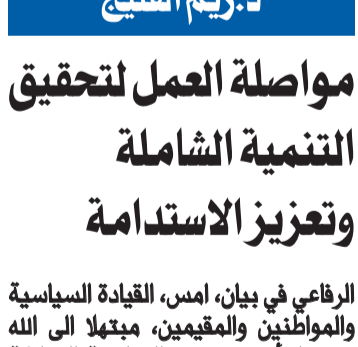 مواصلة العمل لتحقيق
التنمية الشاملة
وتعزيز الاستدامة
الرفاعي في بيان، امس، القيادة السياسية
والمواطنين والمقيمين، مبتهلا الى الله